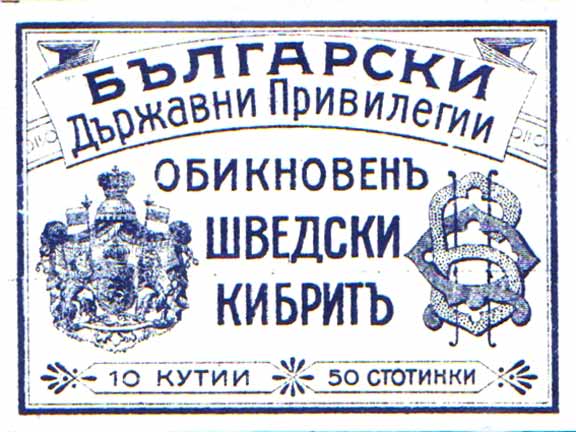 БЪЛГАРСКИ
Държавни Привилегии
ОБИКНОВЕНЪ
ШВЕДСКИ
КИБРИТЪ
10 КУТИИ 50 СТОТИНКИ